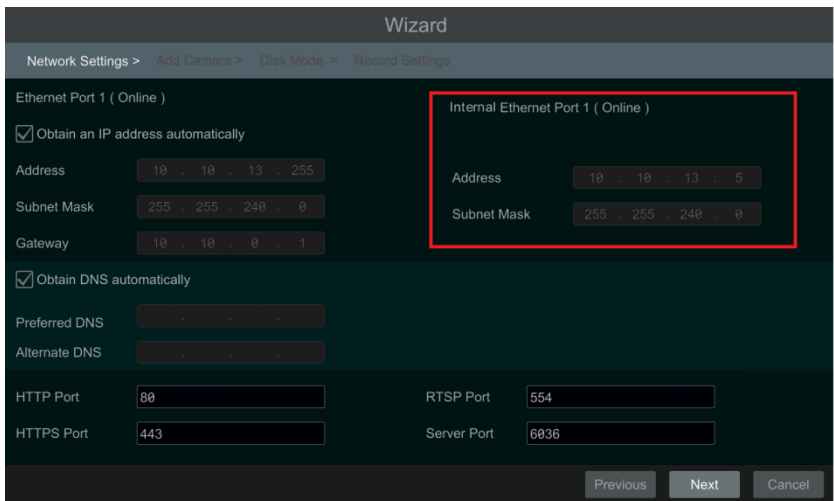 Wizard
Network Settings > Add Camera > Disk Mode > Record Settings
Ethernet Port 1 ( Online )
Obtain an IP address automatically
Address 10 . 10 . 13 . 255
Subnet Mask 255 . 255 . 240 . 0
Gateway 10 . 10 . 0 . 1
Internal Ethernet Port 1 ( Online )
Address 10 . 10 . 13 . 5
Subnet Mask 255 . 255 . 240 . 0
Obtain DNS automatically
Preferred DNS . . .
Alternate DNS . . .
HTTP Port 80
RTSP Port 554
HTTPS Port 443
Server Port 6036
Previous Next Cancel